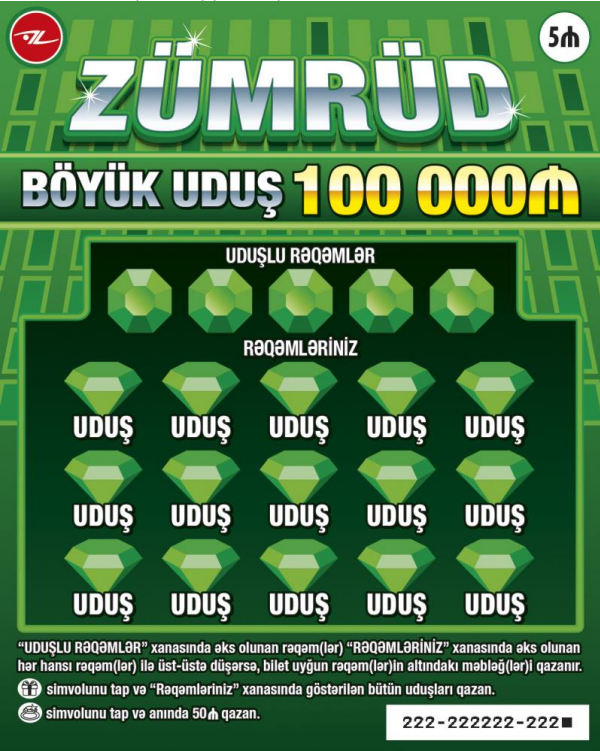 5₼
ZÜMRÜD
BÖYÜK UDUŞ 100 000₼
UDUŞLU RƏQƏMLƏR
RƏQƏMLƏRİNİZ
UDUŞ UDUŞ UDUŞ UDUŞ UDUŞ
UDUŞ UDUŞ UDUŞ UDUŞ UDUŞ
UDUŞ UDUŞ UDUŞ UDUŞ UDUŞ
“UDUŞLU RƏQƏMLƏR” xanasında əks olunan rəqəm(lər) “RƏQƏMLƏRİNİZ” xanasında əks olunan
hər hansı rəqəm(lər) ilə üst-üstə düşərsə, bilet uyğun rəqəm(lər)in altındakı məbləğ(lər)i qazanır.
simvolunu tap və “Rəqəmləriniz” xanasında göstərilən bütün uduşları qazan.
simvolunu tap və anında 50₼ qazan.
222-222222-222■